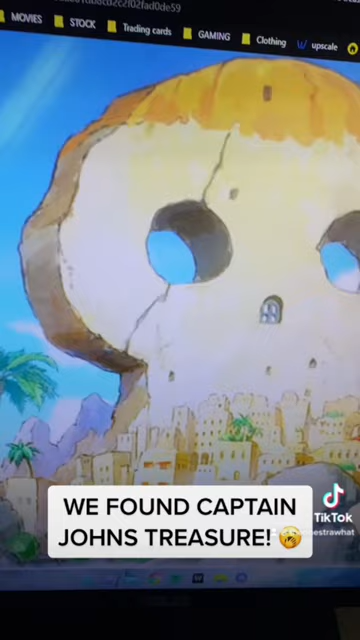 MOVIES
STOCK
Trading cards
GAMING
Clothing
upscale
WE FOUND CAPTAIN
JOHNS TREASURE!
TikTok